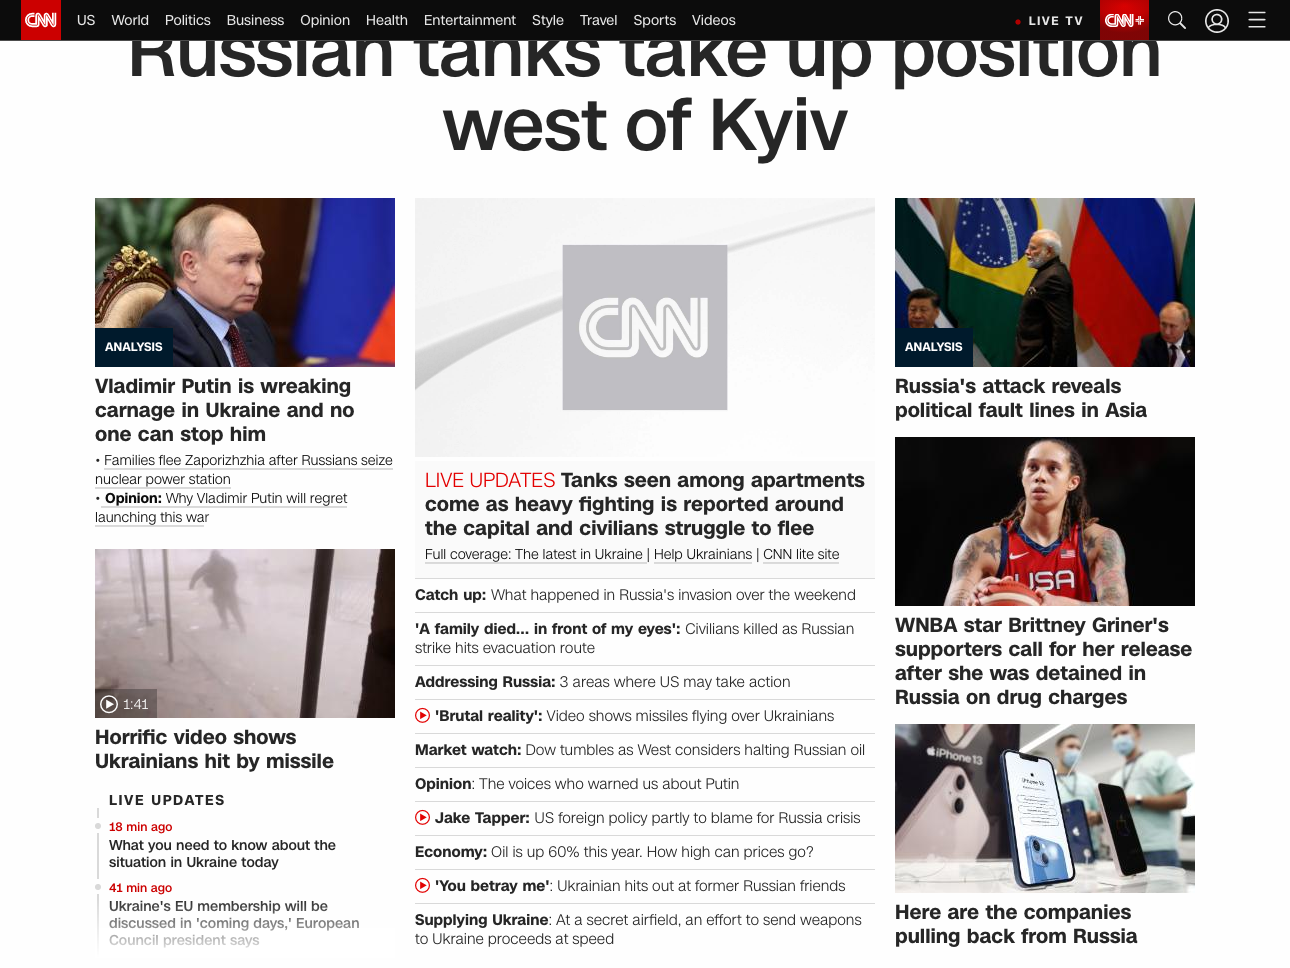 CNN US World Politics Business Opinion Health Entertainment Style Travel Sports Videos LIVE TV CNN+
Russian tanks take up position
west of Kyiv
ANALYSIS
Vladimir Putin is wreaking
carnage in Ukraine and no
one can stop him
• Families flee Zaporizhzhia after Russians seize
nuclear power station
• Opinion: Why Vladimir Putin will regret
launching this war
1:41
Horrific video shows
Ukrainians hit by missile
LIVE UPDATES
18 min ago
What you need to know about the
situation in Ukraine today
41 min ago
Ukraine's EU membership will be
discussed in 'coming days,' European
Council president says
CNN
LIVE UPDATES Tanks seen among apartments
come as heavy fighting is reported around
the capital and civilians struggle to flee
Full coverage: The latest in Ukraine | Help Ukrainians | CNN lite site
Catch up: What happened in Russia's invasion over the weekend
'A family died... in front of my eyes': Civilians killed as Russian
strike hits evacuation route
Addressing Russia: 3 areas where US may take action
'Brutal reality': Video shows missiles flying over Ukrainians
Market watch: Dow tumbles as West considers halting Russian oil
Opinion: The voices who warned us about Putin
Jake Tapper: US foreign policy partly to blame for Russia crisis
Economy: Oil is up 60% this year. How high can prices go?
'You betray me': Ukrainian hits out at former Russian friends
Supplying Ukraine: At a secret airfield, an effort to send weapons
to Ukraine proceeds at speed
ANALYSIS
Russia's attack reveals
political fault lines in Asia
USA
WNBA star Brittney Griner's
supporters call for her release
after she was detained in
Russia on drug charges
iPhone 13
iPhone 13
Here are the companies
pulling back from Russia